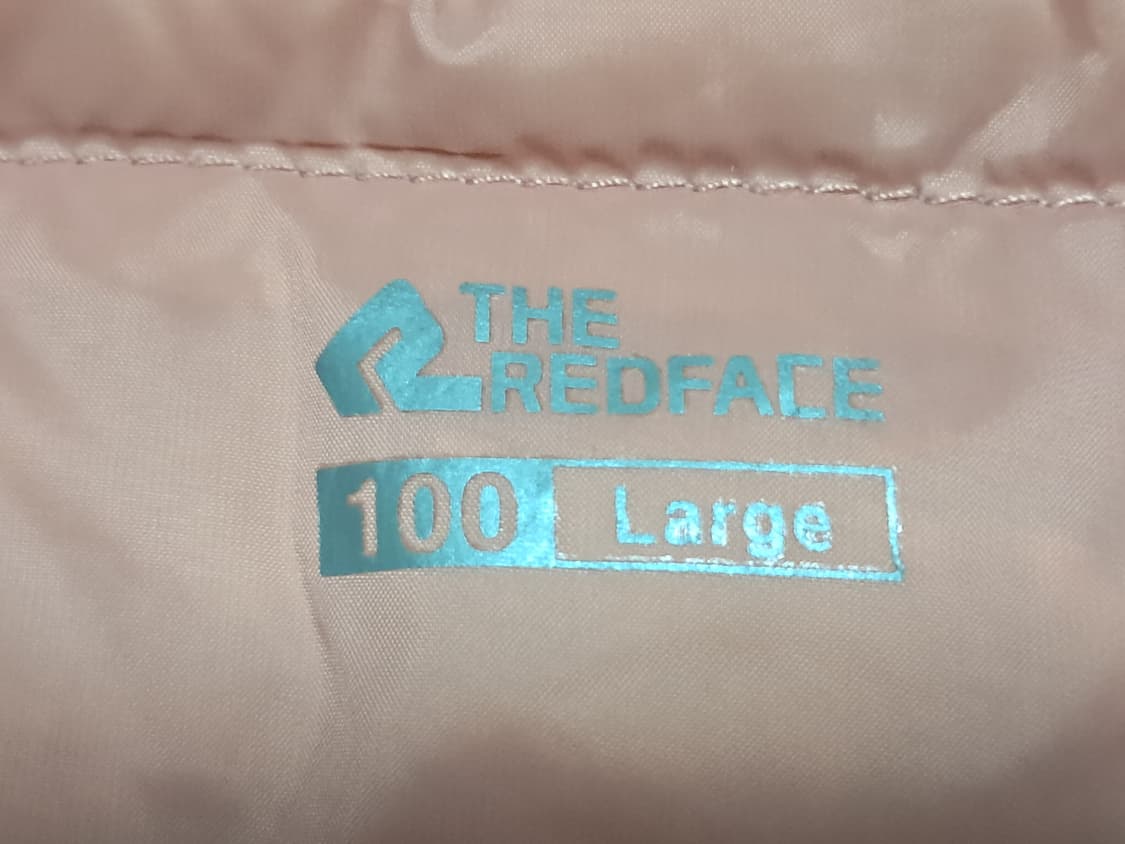 THE
REDFACE
100 Large